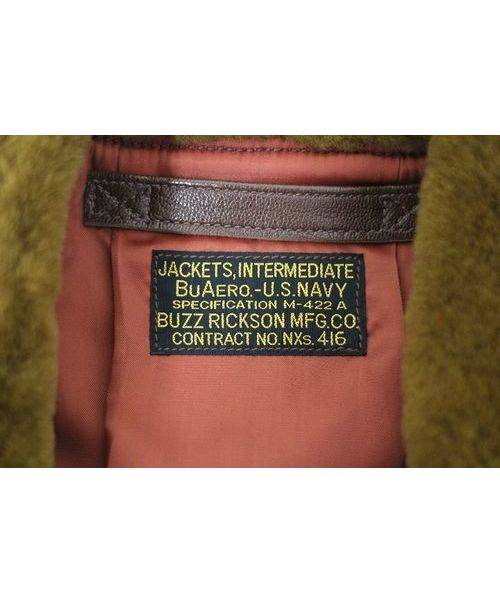 JACKETS, INTERMEDIATE
BUAERO.-U.S.NAVY
SPECIFICATION M-422 A
BUZZ RICKSON MFG.CO.
CONTRACT NO. NXs. 416